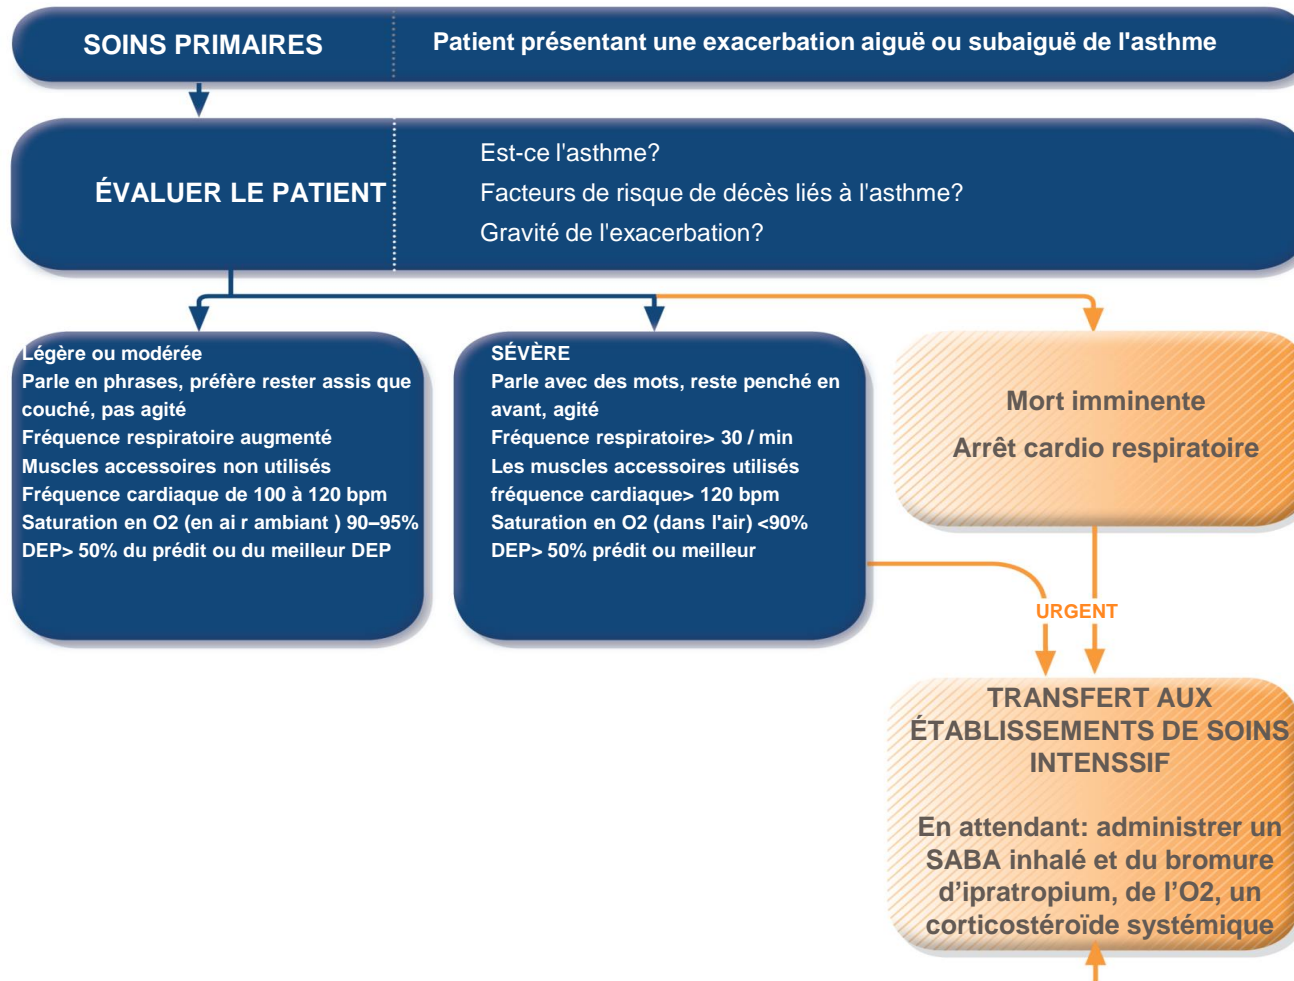 SOINS PRIMAIRES
Patient présentant une exacerbation aiguë ou subaiguë de l'asthme
ÉVALUER LE PATIENT
Est-ce l'asthme?
Facteurs de risque de décès liés à l'asthme?
Gravité de l'exacerbation?
Légère ou modérée
Parle en phrases, préfère rester assis que
couché, pas agité
Fréquence respiratoire augmenté
Muscles accessoires non utilisés
Fréquence cardiaque de 100 à 120 bpm
Saturation en O2 (en ai r ambiant ) 90–95%
DEP> 50% du prédit ou du meilleur DEP
SÉVÈRE
Parle avec des mots, reste penché en
avant, agité
Fréquence respiratoire> 30 / min
Les muscles accessoires utilisés
fréquence cardiaque> 120 bpm
Saturation en O2 (dans l'air) <90%
DEP> 50% prédit ou meilleur
Mort imminente
Arrêt cardio respiratoire
URGENT
TRANSFERT AUX
ÉTABLISSEMENTS DE SOINS
INTENSSIF
En attendant: administrer un
SABA inhalé et du bromure
d’ipratropium, de l’O2, un
corticostéroïde systémique